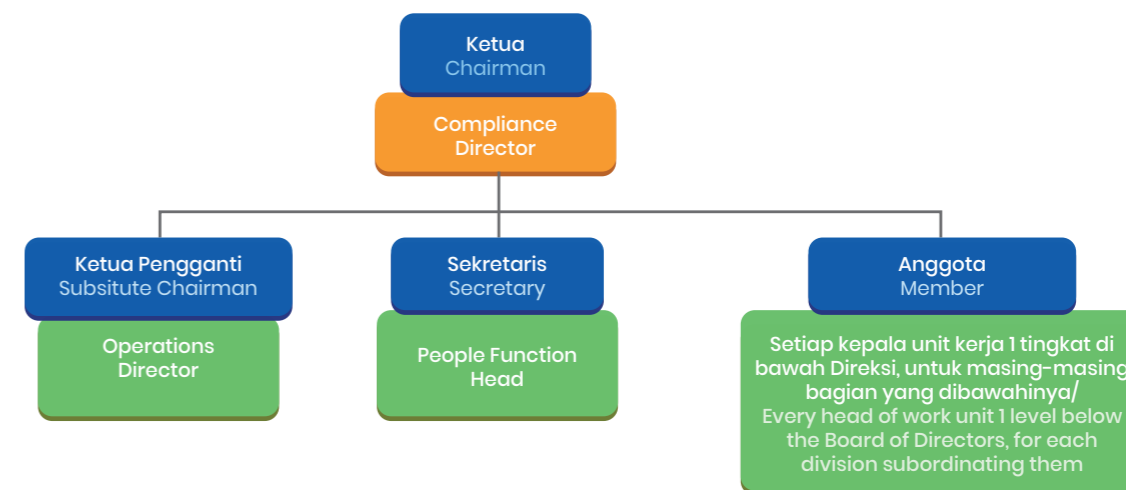 Ketua
Chairman
Compliance
Director
Ketua Pengganti
Subsitute Chairman
Operations
Director
Sekretaris
Secretary
People Function
Head
Anggota
Member
Setiap kepala unit kerja 1 tingkat di
bawah Direksi, untuk masing-masing
bagian yang dibawahinya/
Every head of work unit 1 level below
the Board of Directors, for each
division subordinating them